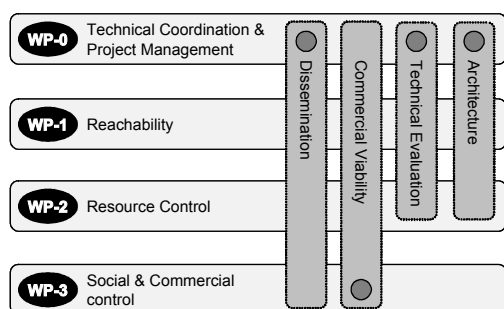 WP-0
Technical Coordination &
Project Management
WP-1
Reachability
WP-2
Resource Control
WP-3
Social & Commercial
control
Dissemination
Commercial Viability
Technical Evaluation
Architecture